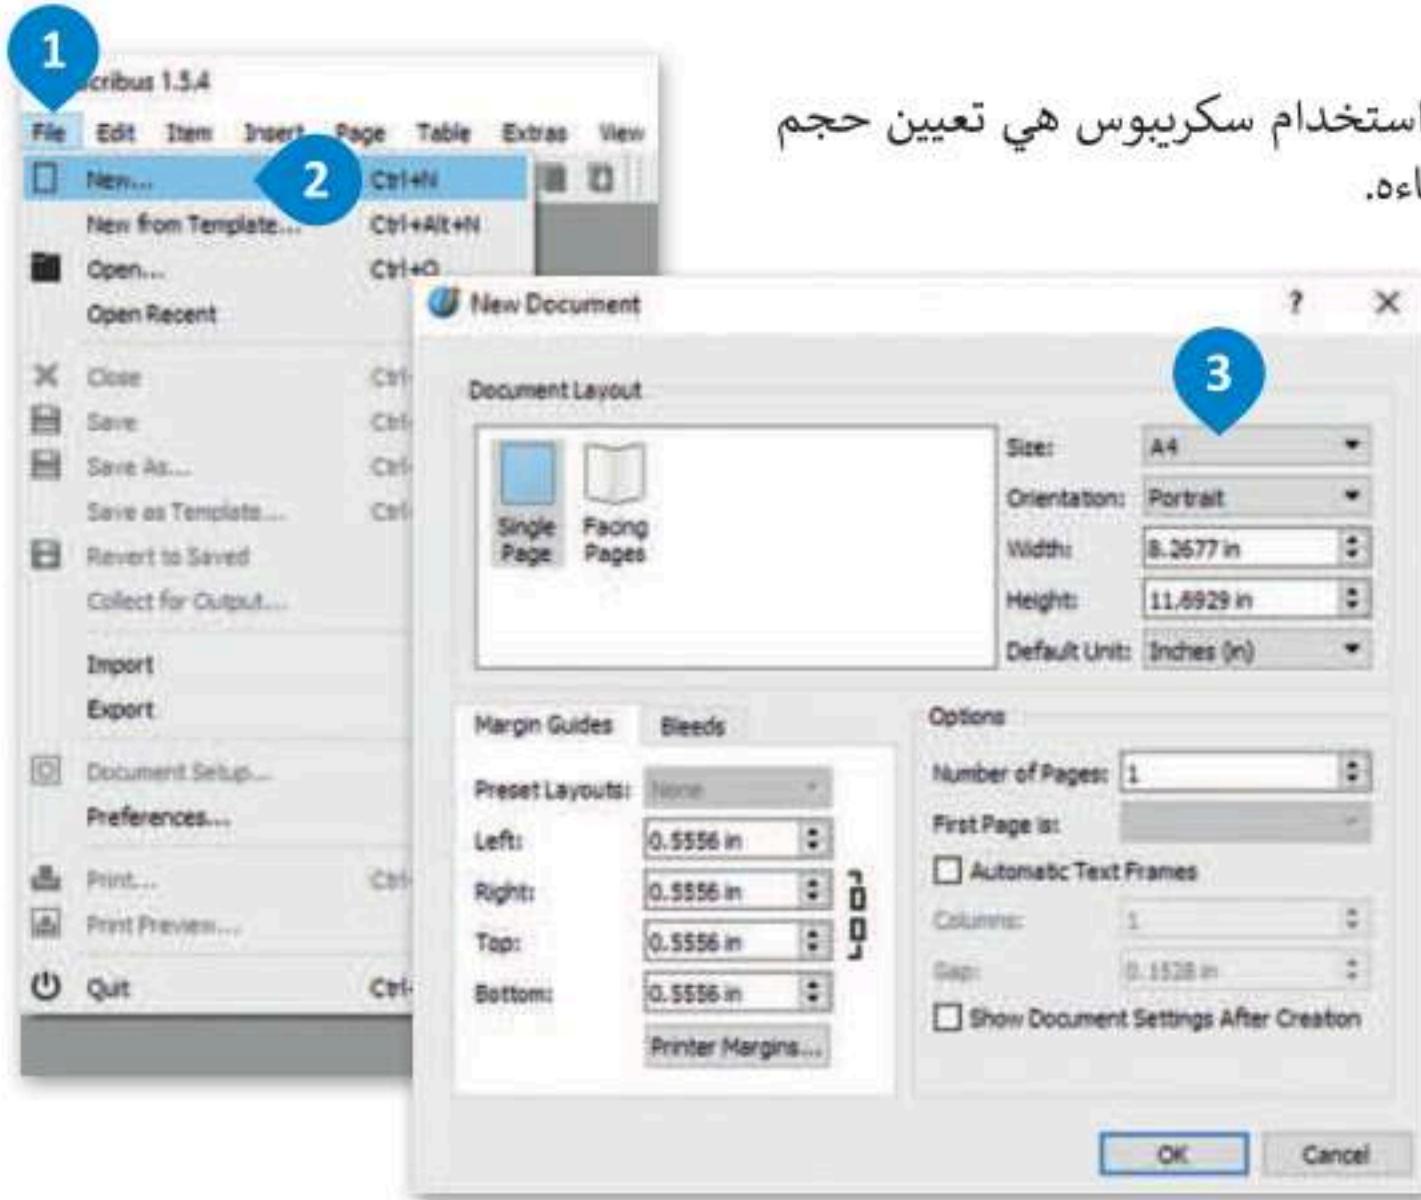 1
cribus 1.5.4
File Edit Item Insert Page Table Extras View
New... 2 Ctrl+N
New from Template... Ctrl+Alt+N
Open... Ctrl+O
Open Recent
Close
Save
Save As...
Save as Template...
Revert to Saved
Collect for Output...
Import
Export
Document Setup...
Preferences...
Print...
Print Preview...
Quit
استخدام سكريبوس هي تعيين حجم
اءه.
New Document ? X
3
Document Layout
Single Page
Facing Pages
Size: A4
Orientation: Portrait
Width: 8.2677 in
Height: 11.6929 in
Default Unit: Inches (in)
Margin Guides Bleeds
Preset Layouts: None
Left: 0.5556 in
Right: 0.5556 in
Top: 0.5556 in
Bottom: 0.5556 in
Printer Margins...
Options
Number of Pages: 1
First Page is:
Automatic Text Frames
Columns: 1
Gap: 0.1528 in
Show Document Settings After Creation
OK Cancel